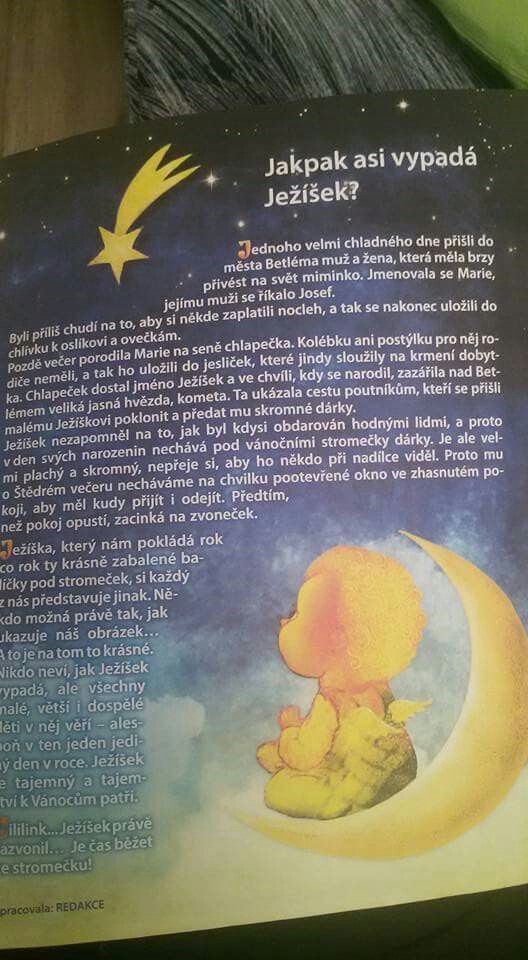 Jakpak asi vypadá
Ježíšek?
Jednoho velmi chladného dne přišli do
města Betléma muž a žena, která měla brzy
přivést na svět miminko. Jmenovala se Marie,
jejímu muži se říkalo Josef.
Byli příliš chudí na to, aby si někde zaplatili nocleh, a tak se nakonec uložili do
chlívku k oslíkovi a ovečkám.
Pozdě večer porodila Marie na seně chlapečka. Kolébku ani postýlku pro něj ro-
diče neměli, a tak ho uložili do jesliček, které jindy sloužily na krmení dobyt-
ka. Chlapeček dostal jméno Ježíšek a ve chvíli, kdy se narodil, zazářila nad Bet-
lémem veliká jasná hvězda, kometa. Ta ukázala cestu poutníkům, kteří se přišli
malému Ježíškovi poklonit a předat mu skromné dárky.
Ježíšek nezapomněl na to, jak byl kdysi obdarován hodnými lidmi, a proto
v den svých narozenin nechává pod vánočními stromečky dárky. Je ale vel-
mi plachý a skromný, nepřeje si, aby ho někdo při nadílce viděl. Proto mu
o Štědrém večeru necháváme na chvilku pootevřené okno ve zhasnutém po-
koji, aby měl kudy přijít i odejít. Předtím,
než pokoj opustí, zacinká na zvoneček.
Ježíška, který nám pokládá rok
co rok ty krásně zabalené ba-
líčky pod stromeček, si každý
z nás představuje jinak. Ně-
kdo možná právě tak, jak
ukazuje náš obrázek...
A to je na tom to krásné.
Nikdo neví, jak Ježíšek
vypadá, ale všechny
malé, větší i dospělé
děti v něj věří – ales-
poň v ten jeden jedi-
ný den v roce. Ježíšek
je tajemný a tajem-
ství k Vánocům patří.
Cililink... Ježíšek právě
zazvonil... Je čas běžet
ke stromečku!
pracovala: REDAKCE